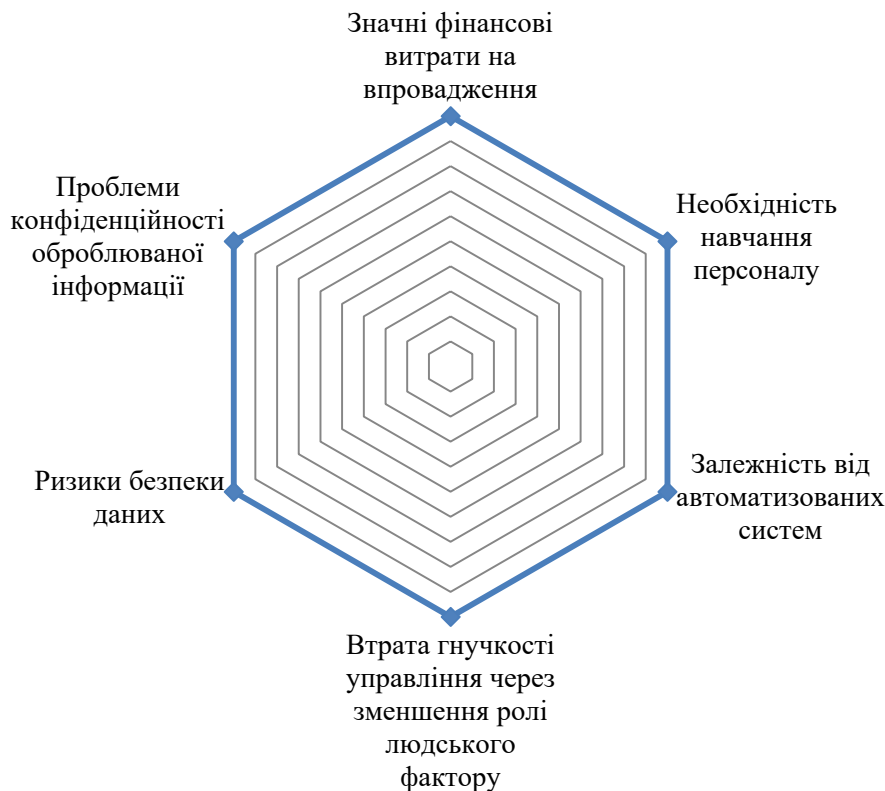 Значні фінансові
витрати на
впровадження
Необхідність
навчання
персоналу
Залежність від
автоматизованих
систем
Втрата гнучкості
управління через
зменшення ролі
людського
фактору
Ризики безпеки
даних
Проблеми
конфіденційності
оброблюваної
інформації